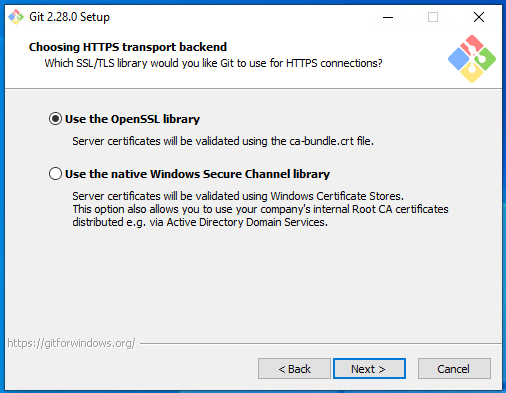 Git 2.28.0 Setup
Choosing HTTPS transport backend
Which SSL/TLS library would you like Git to use for HTTPS connections?
Use the OpenSSL library
Server certificates will be validated using the ca-bundle.crt file.
Use the native Windows Secure Channel library
Server certificates will be validated using Windows Certificate Stores.
This option also allows you to use your company's internal Root CA certificates
distributed e.g. via Active Directory Domain Services.
https://gitforwindows.org/
< Back
Next >
Cancel